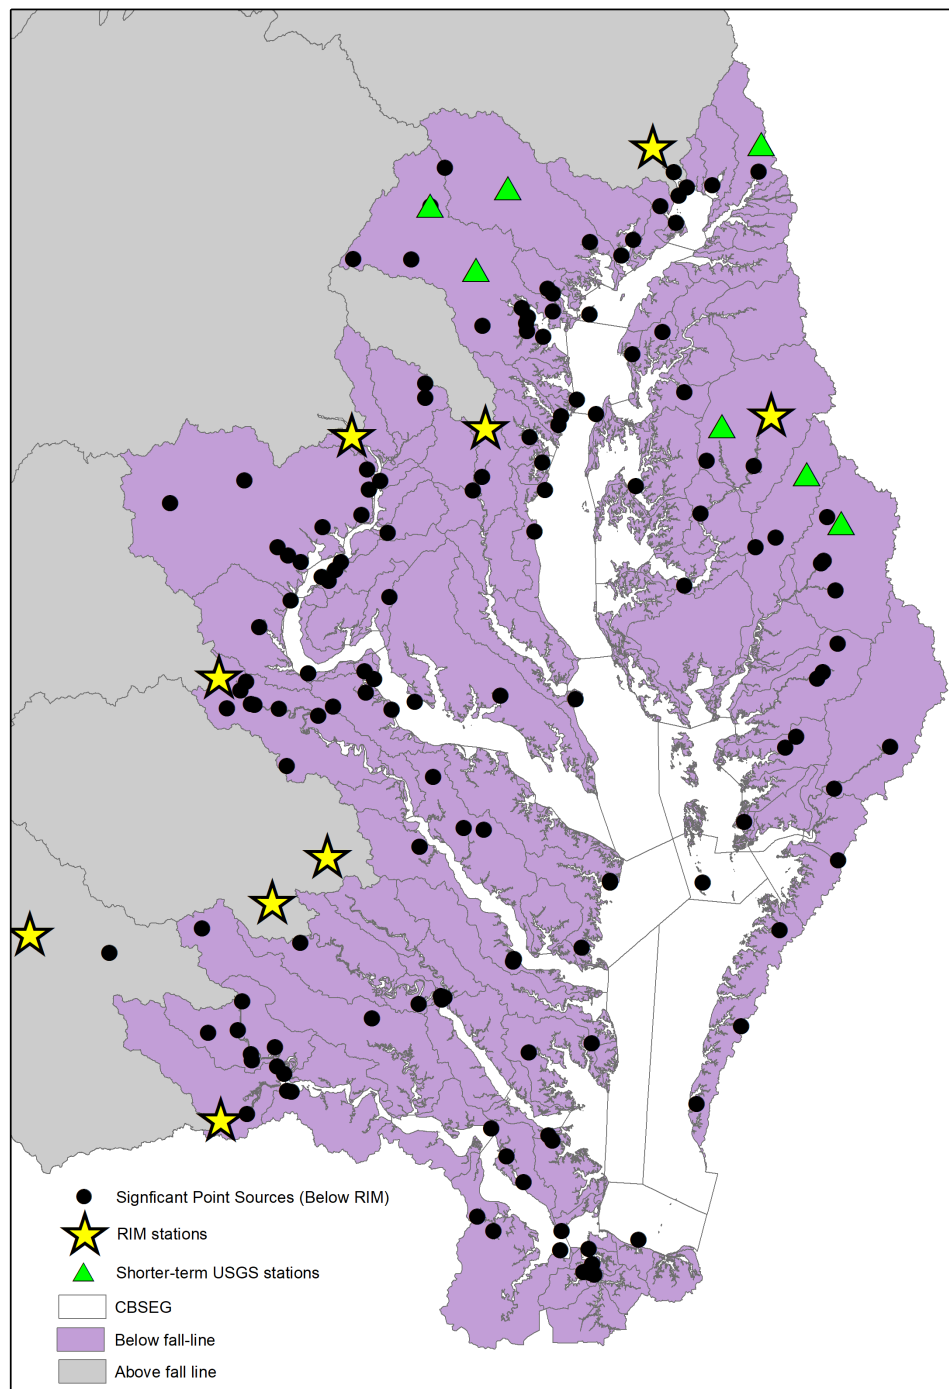 Signficant Point Sources (Below RIM)
RIM stations
Shorter-term USGS stations
CBSEG
Below fall-line
Above fall line